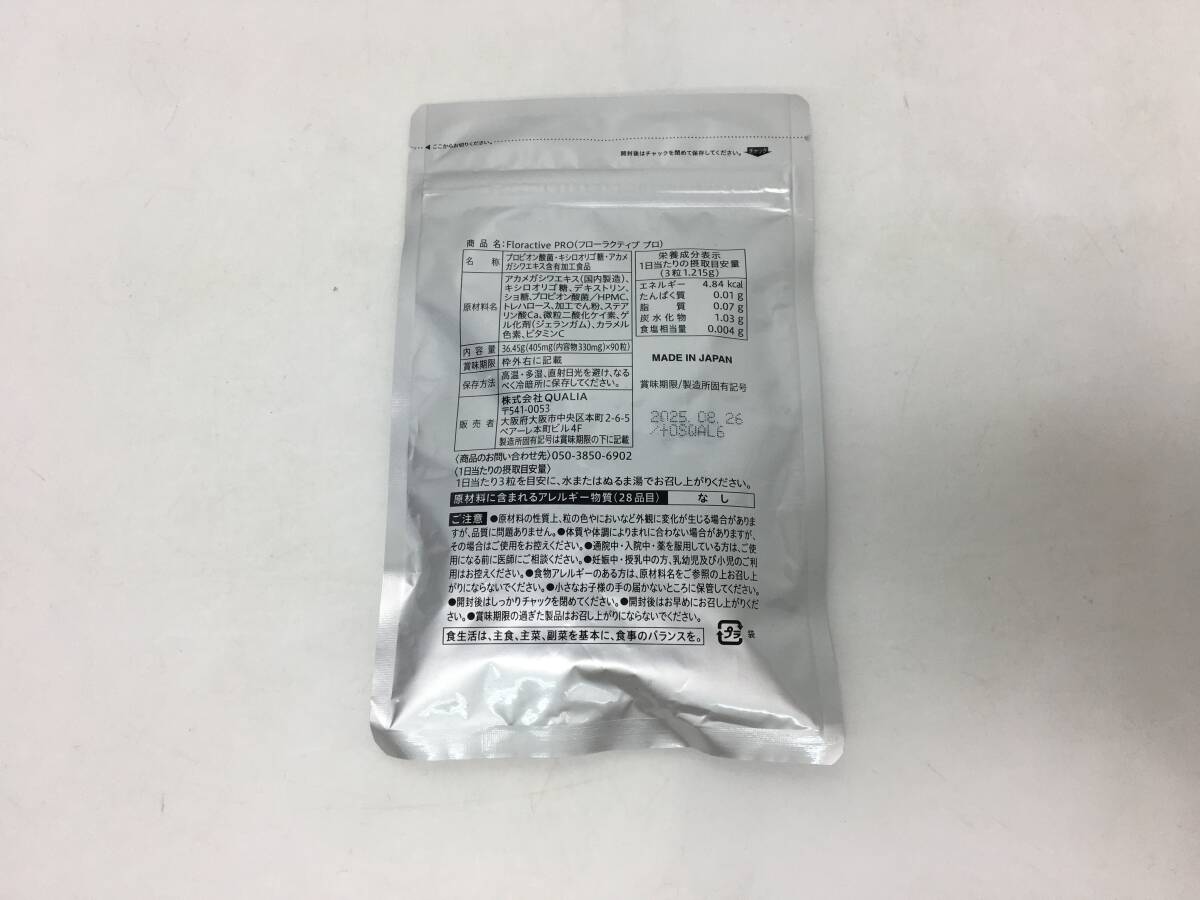 ここからお切りください。
開封後はチャックを閉めて保存してください。 チャック
商品名:Floractive PRO(フローラクティブ プロ)
名 称 プロピオン酸菌・キシロオリゴ糖・アカメ
ガシワエキス含有加工食品
原材料名 アカメガシワエキス(国内製造)、
キシロオリゴ糖、デキストリン、
ショ糖、プロピオン酸菌/HPMC、
トレハロース、加工でん粉、ステア
リン酸Ca、微粒二酸化ケイ素、ゲ
ル化剤(ジェランガム)、カラメル
色素、ビタミンC
内容量 36.45g(405mg(内容物330mg)×90粒)
賞味期限 枠外右に記載
保存方法 高温・多湿、直射日光を避け、なる
べく冷暗所に保存してください。
販売者 株式会社QUALIA
〒541-0053
大阪府大阪市中央区本町2-6-5
ベアーレ本町ビル4F
製造所固有記号は賞味期限の下に記載
栄養成分表示
1日当たりの摂取目安量
(3粒1.215g)
エネルギー 4.84 kcal
たんぱく質 0.01 g
脂質 0.07 g
炭水化物 1.03 g
食塩相当量 0.004 g
MADE IN JAPAN
賞味期限/製造所固有記号
2025.08.26
/+OSQAL6
〈商品のお問い合わせ先〉050-3850-6902
〈1日当たりの摂取目安量〉
1日当たり3粒を目安に、水またはぬるま湯でお召し上がりください。
原材料に含まれるアレルギー物質(28品目) なし
ご注意 ●原材料の性質上、粒の色やにおいなど外観に変化が生じる場合がありま
すが、品質に問題ありません。●体質や体調によりまれに合わない場合がありますが、
その場合はご使用をお控えください。●通院中・入院中・薬を服用している方は、ご使
用になる前に医師にご相談ください。●妊娠中・授乳中の方、乳幼児及び小児のご利
用はお控えください。●食物アレルギーのある方は、原材料名をご参照の上お召し上
がりにならないでください。●小さなお子様の手の届かないところに保管してください。
●開封後はしっかりチャックを閉めてください。●開封後はお早めにお召し上がりくだ
さい。●賞味期限の過ぎた製品はお召し上がりにならないでください。
食生活は、主食、主菜、副菜を基本に、食事のバランスを。
プラ 袋